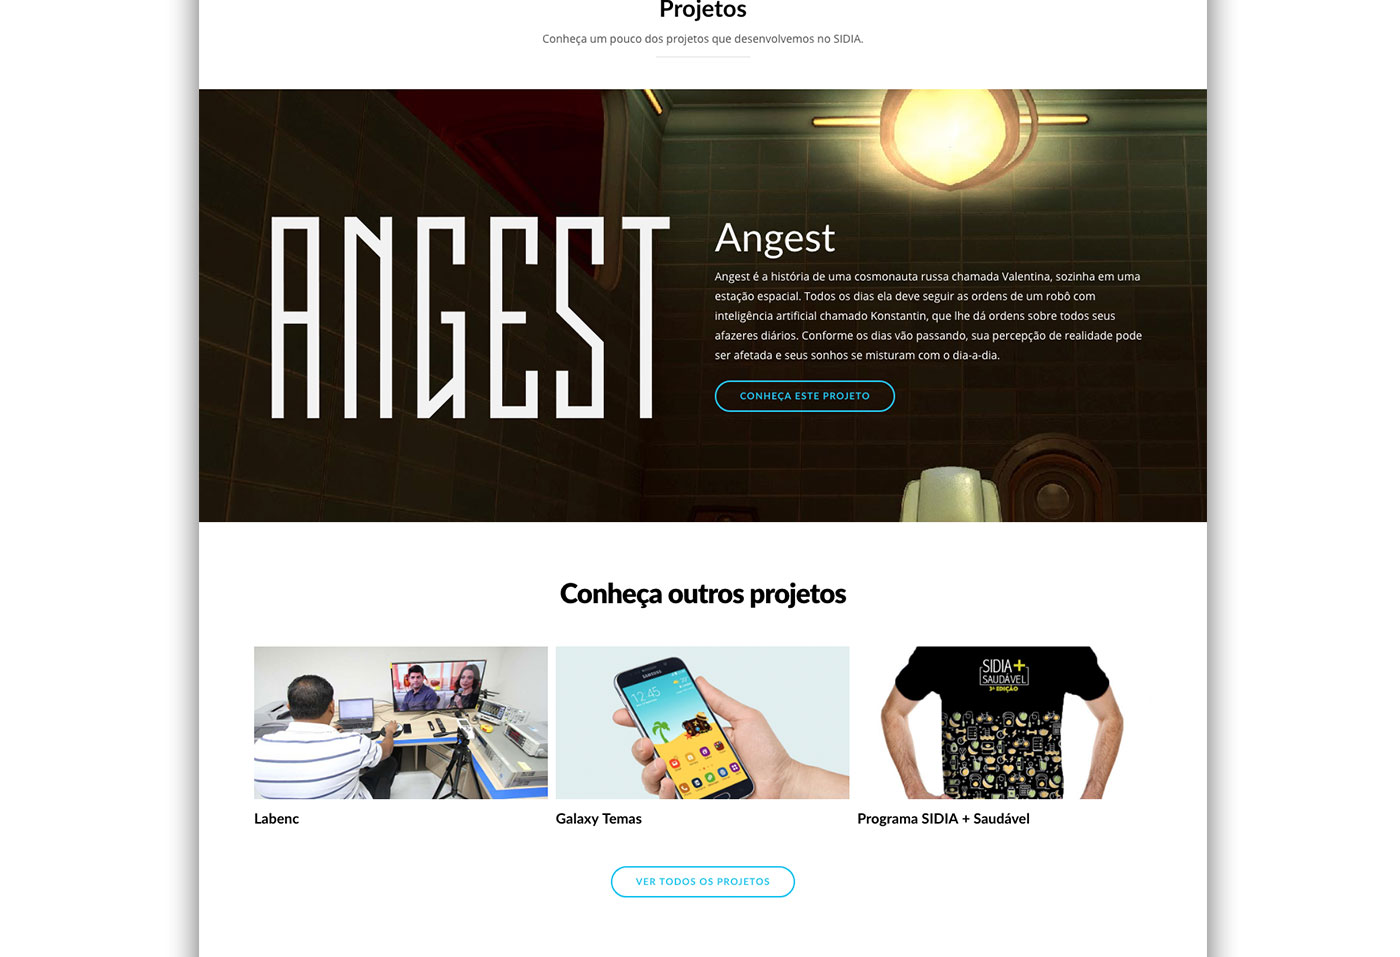 Projetos
Conheça um pouco dos projetos que desenvolvemos no SIDIA.
ANGEST
Angest
Angest é a história de uma cosmonauta russa chamada Valentina, sozinha em uma
estação espacial. Todos os dias ela deve seguir as ordens de um robô com
inteligência artificial chamado Konstantin, que lhe dá ordens sobre todos seus
afazeres diários. Conforme os dias vão passando, sua percepção de realidade pode
ser afetada e seus sonhos se misturam com o dia-a-dia.
CONHEÇA ESTE PROJETO
Conheça outros projetos
SAMSUNG
12:45
SIDIA+
SAUDÁVEL
3ª EDIÇÃO
Labenc
Galaxy Temas
Programa SIDIA + Saudável
VER TODOS OS PROJETOS